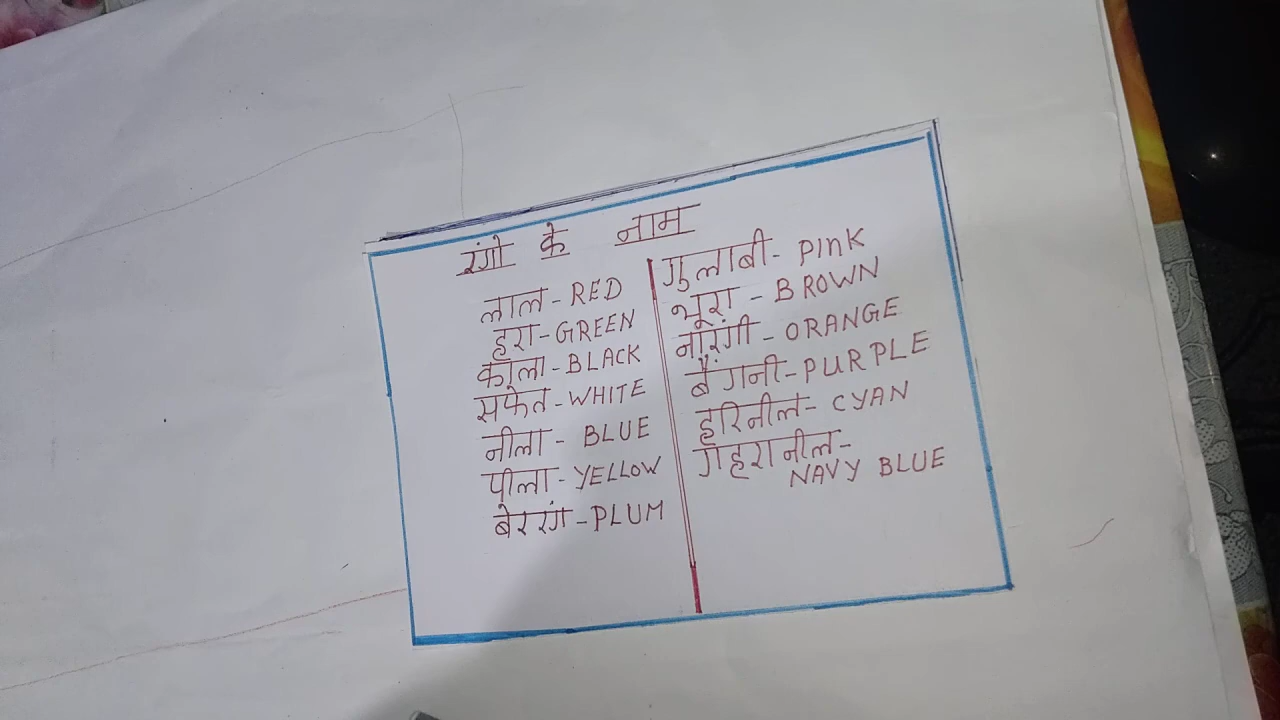 रंगो के नाम
लाल-RED
हरा-GREEN
काला-BLACK
सफेत-WHITE
नीला - BLUE
पीला-YELLOW
बेररंग-PLUM
गुलाबी- PInK
भूरा - BROWN
नारंगी- ORANGE
बैंगनी-PURPLE
हरिनील- CYAN
गहरा नील-
NAVY BLUE